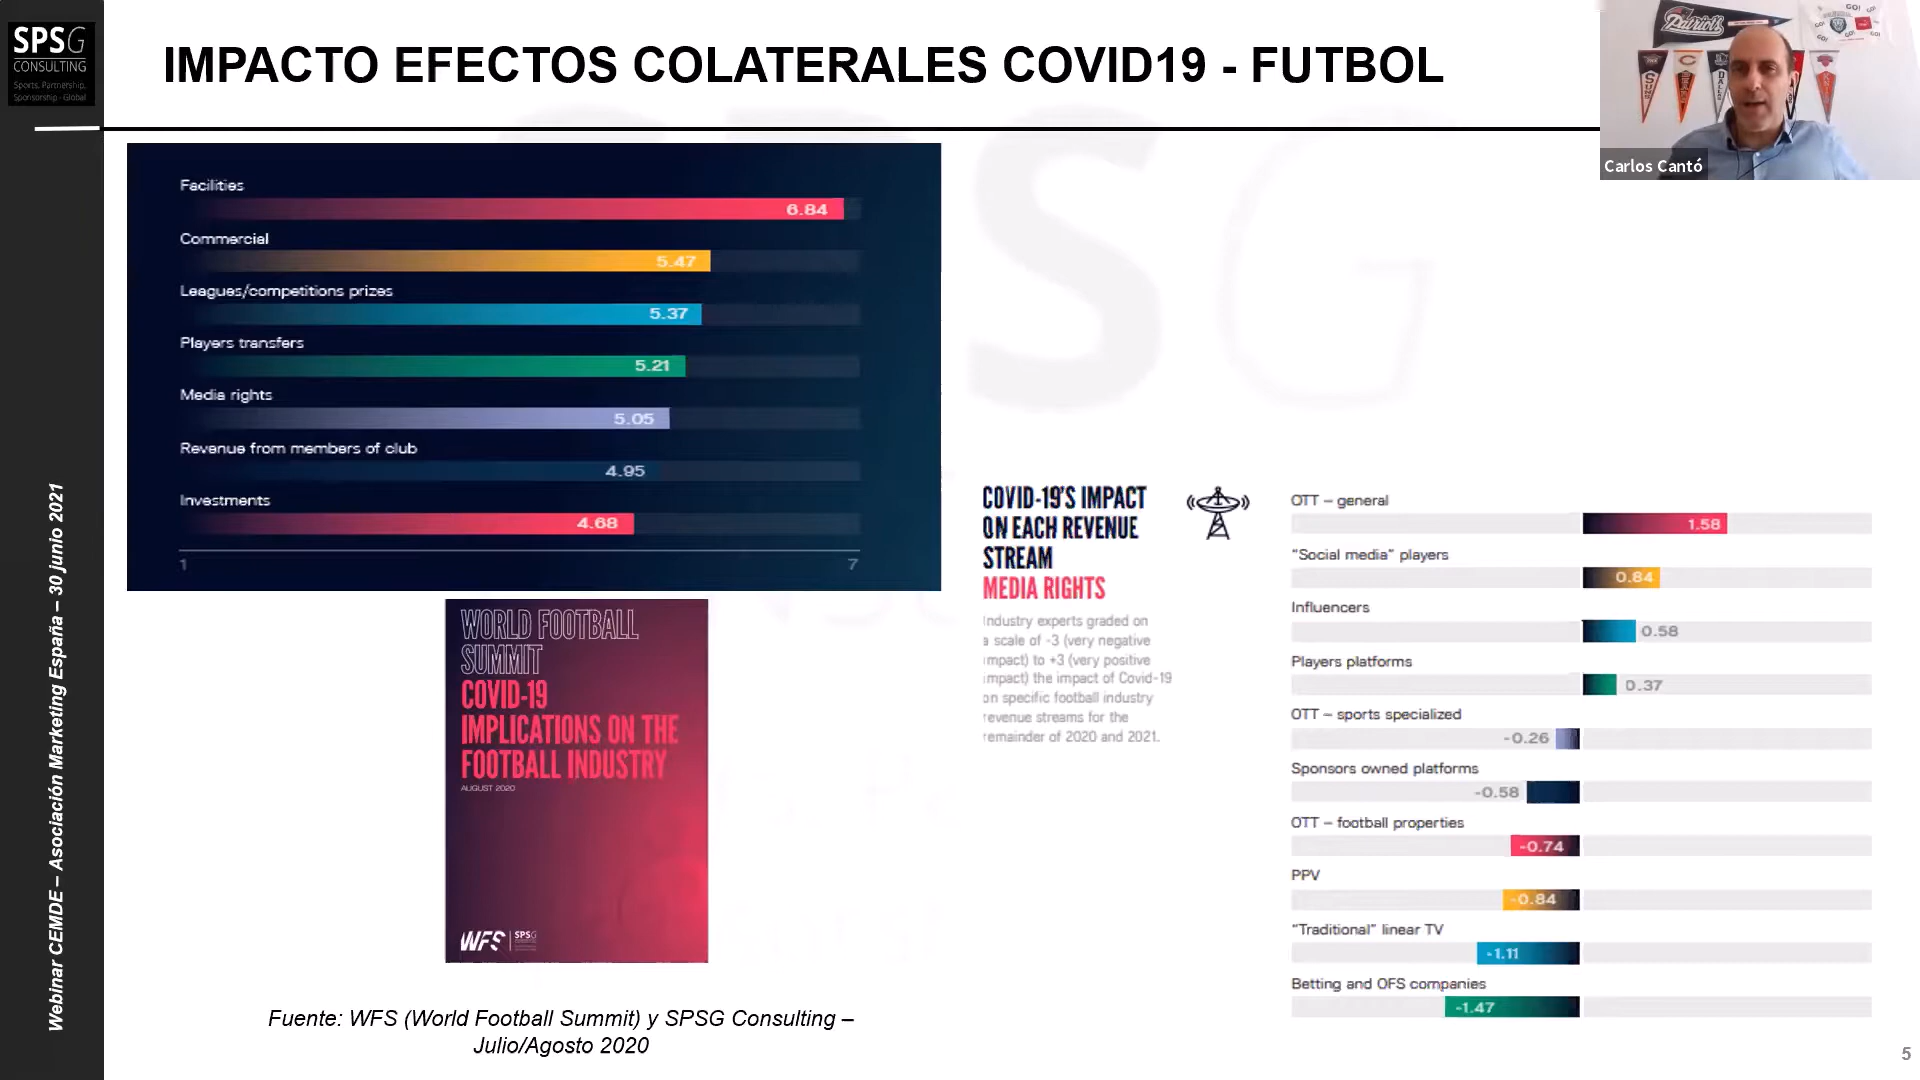 SPSG
CONSULTING
Sports, Partnership,
Sponsorship - Global
IMPACTO EFECTOS COLATERALES COVID19 - FUTBOL
Patriots
Carlos Cantó
Webinar CEMDE – Asociación Marketing España – 30 junio 2021
Facilities
6.84
Commercial
5.47
Leagues/competitions prizes
5.37
Players transfers
5.21
Media rights
5.05
Revenue from members of club
4.95
Investments
4.68
1 7
WORLD FOOTBALL
SUMMIT
COVID-19
IMPLICATIONS ON THE
FOOTBALL INDUSTRY
AUGUST 2020
WFS SPSG
Fuente: WFS (World Football Summit) y SPSG Consulting –
Julio/Agosto 2020
COVID-19'S IMPACT
ON EACH REVENUE
STREAM
MEDIA RIGHTS
Industry experts graded on
a scale of -3 (very negative
impact) to +3 (very positive
impact) the impact of Covid-19
on specific football industry
revenue streams for the
remainder of 2020 and 2021.
OTT – general
1.58
“Social media” players
0.84
Influencers
0.58
Players platforms
0.37
OTT – sports specialized
-0.26
Sponsors owned platforms
-0.58
OTT – football properties
-0.74
PPV
-0.84
“Traditional” linear TV
-1.11
Betting and OFS companies
-1.47
5